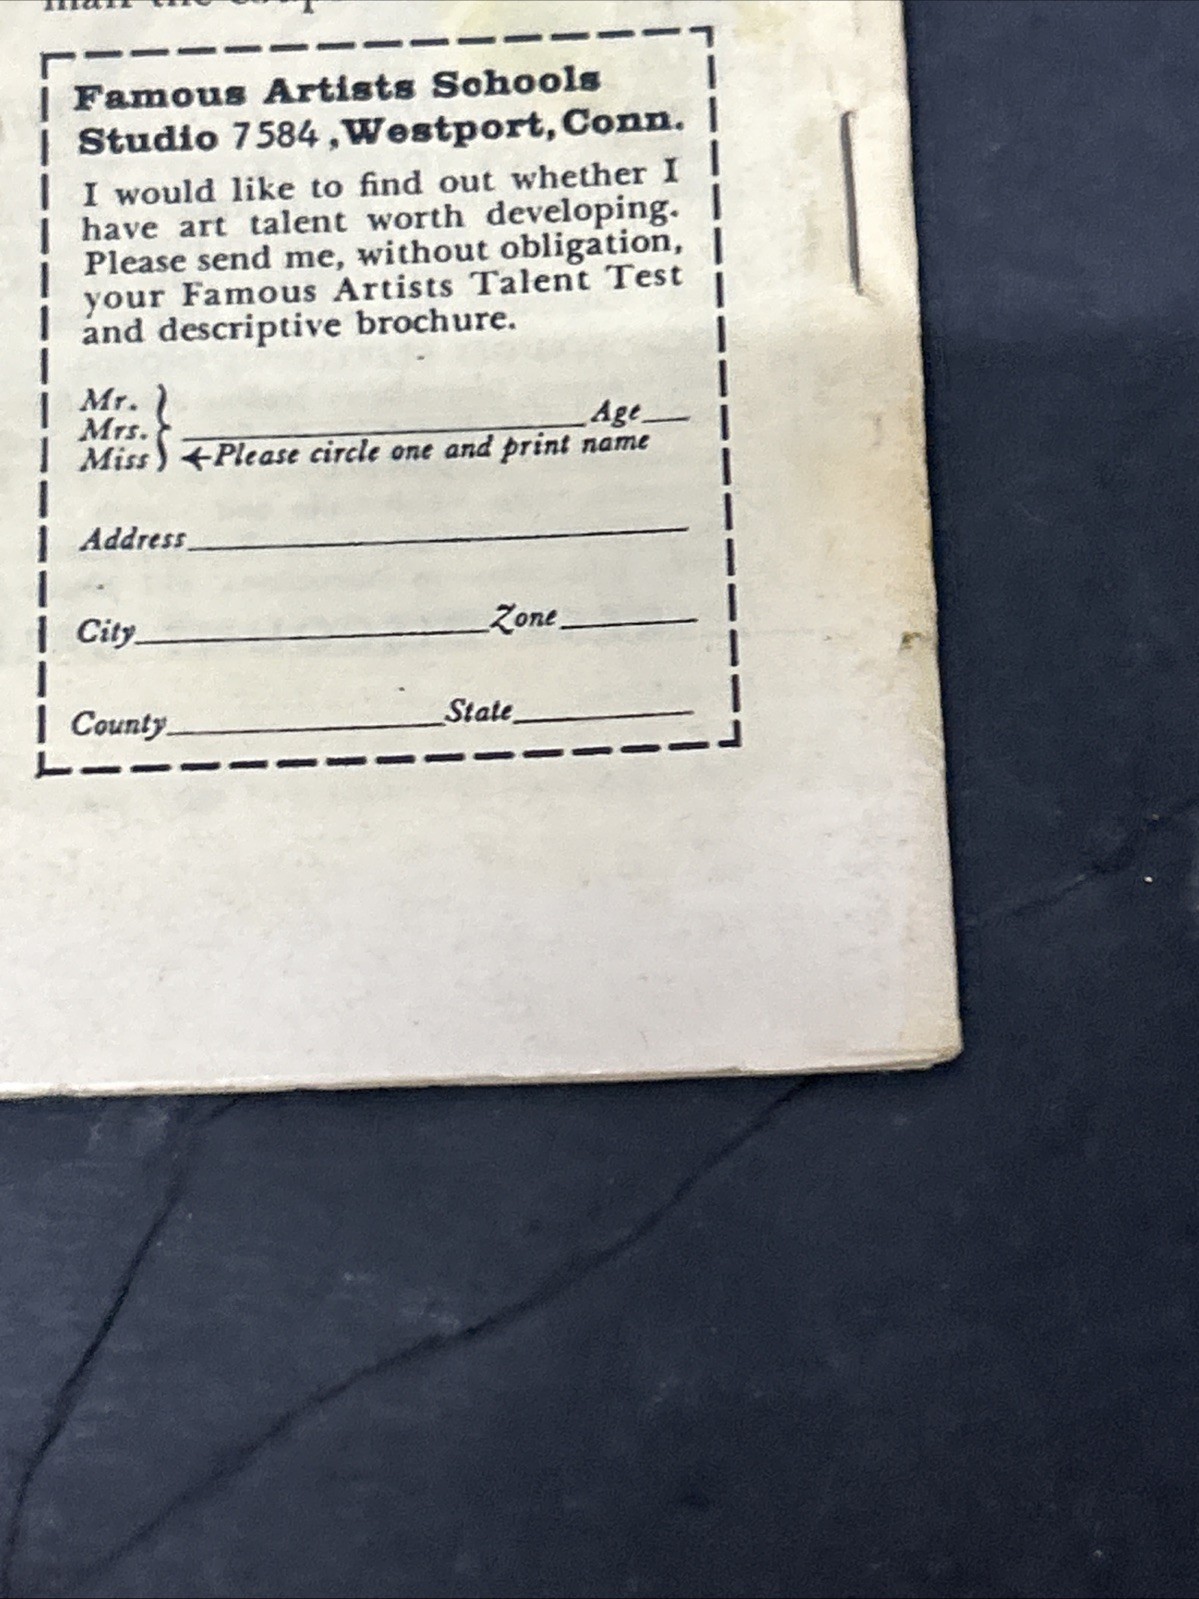 Famous Artists Schools
Studio 7584, Westport, Conn.
I would like to find out whether I
have art talent worth developing.
Please send me, without obligation,
your Famous Artists Talent Test
and descriptive brochure.
Mr.
Mrs. Age
Miss ←Please circle one and print name
Address
City Zone
County State